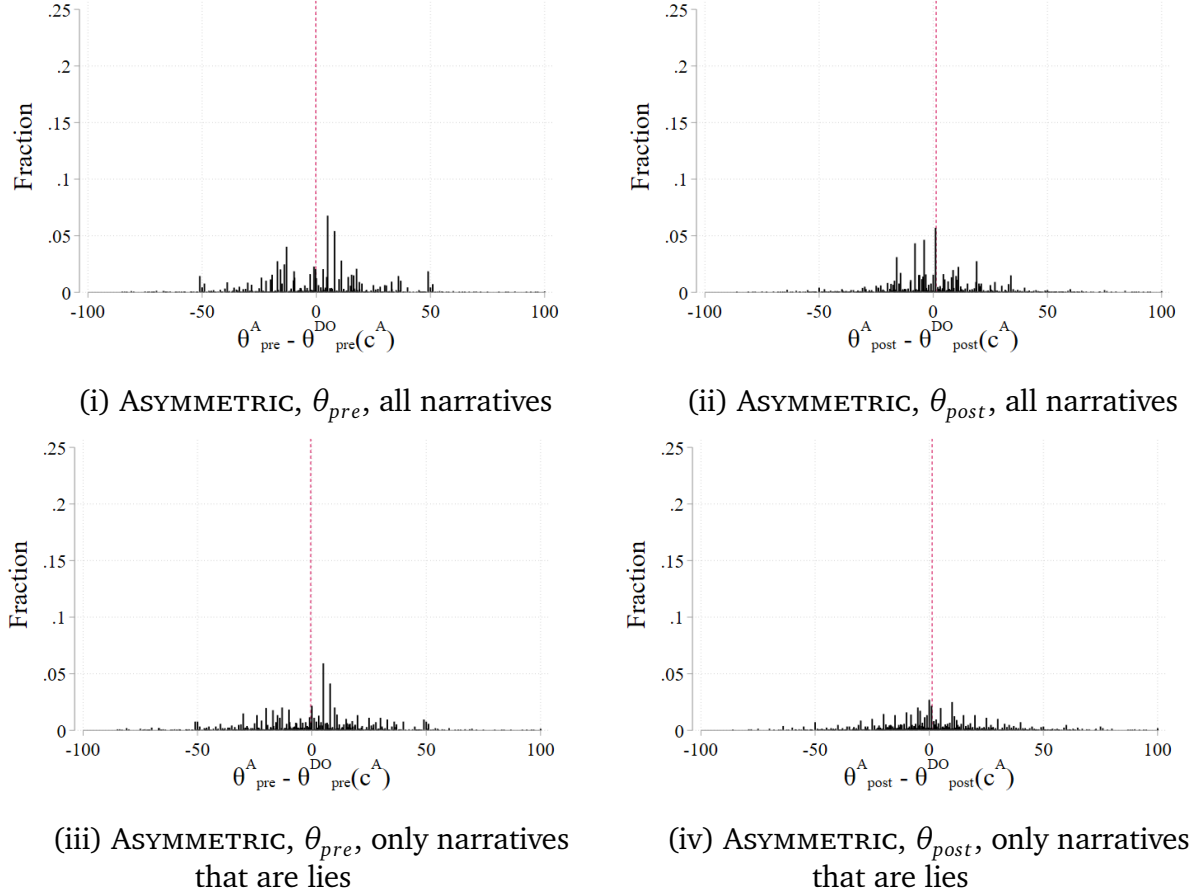 .25
.2
.15
.1
.05
0
Fraction
-100 -50 0 50 100
θ^A_pre - θ^DO_pre(c^A)
(i) ASYMMETRIC, θ_pre, all narratives
.25
.2
.15
.1
.05
0
Fraction
-100 -50 0 50 100
θ^A_post - θ^DO_post(c^A)
(ii) ASYMMETRIC, θ_post, all narratives
.25
.2
.15
.1
.05
0
Fraction
-100 -50 0 50 100
θ^A_pre - θ^DO_pre(c^A)
(iii) ASYMMETRIC, θ_pre, only narratives
that are lies
.25
.2
.15
.1
.05
0
Fraction
-100 -50 0 50 100
θ^A_post - θ^DO_post(c^A)
(iv) ASYMMETRIC, θ_post, only narratives
that are lies